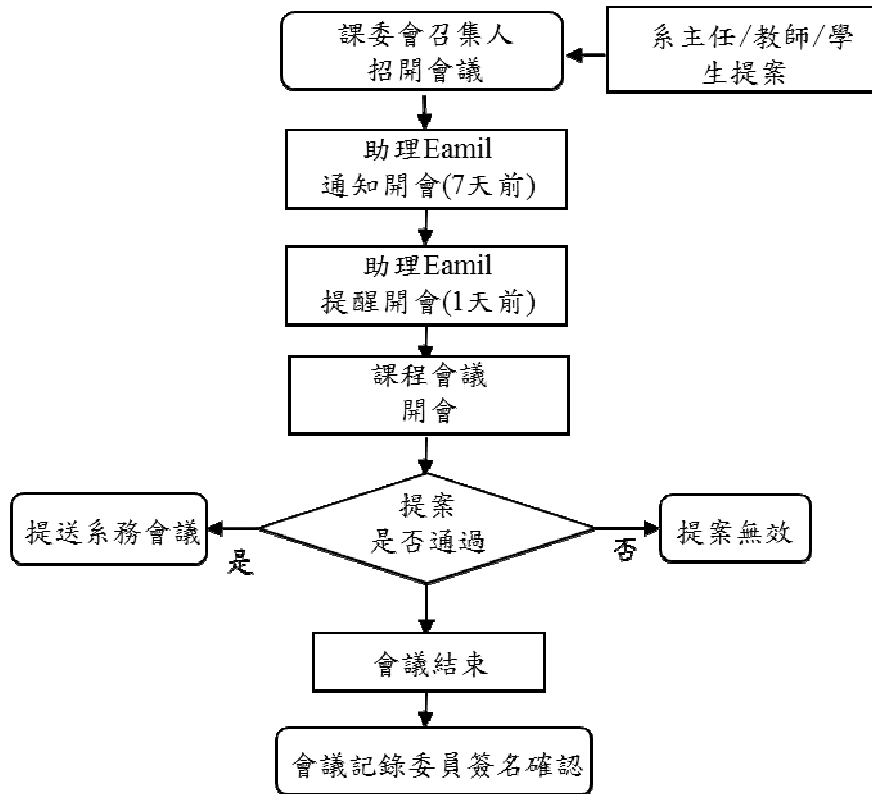 課委會召集人
招開會議
系主任/教師/學
生提案
助理Eamil
通知開會(7天前)
助理Eamil
提醒開會(1天前)
課程會議
開會
提案
是否通過
提送系務會議
是
否
提案無效
會議結束
會議記錄委員簽名確認